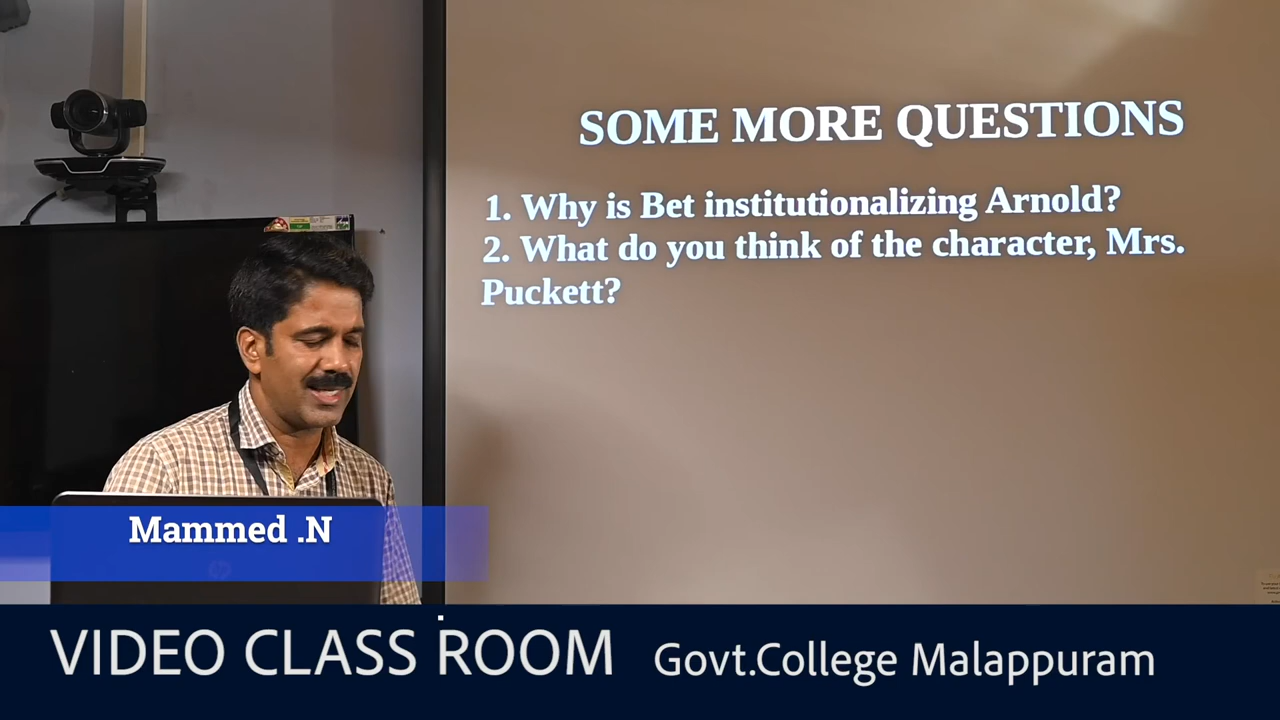 SOME MORE QUESTIONS
1. Why is Bet institutionalizing Arnold?
2. What do you think of the character, Mrs.
Puckett?
Mammed .N
VIDEO CLASS ROOM Govt.College Malappuram